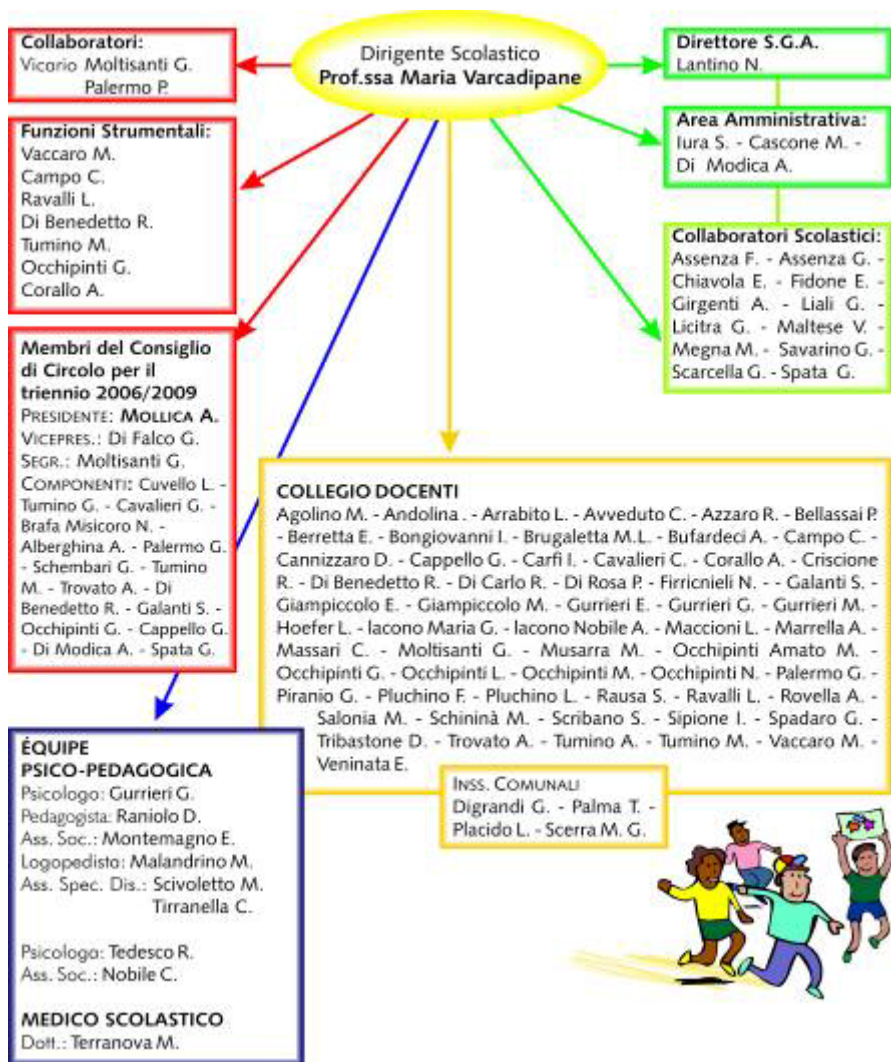 Dirigente Scolastico
Prof.ssa Maria Varcadipane
Collaboratori:
Vicario Moltisanti G.
Palermo P.
Funzioni Strumentali:
Vaccaro M.
Campo C.
Ravalli L.
Di Benedetto R.
Tumino M.
Occhipinti G.
Corallo A.
Membri del Consiglio
di Circolo per il
triennio 2006/2009
PRESIDENTE: MOLLICA A.
VICEPRES.: Di Falco G.
SEGR.: Moltisanti G.
COMPONENTI: Cuvello L. -
Tumino G. - Cavalieri G. -
Brafa Misicoro N. -
Alberghina A. - Palermo G.
- Schembari G. - Tumino
M. - Trovato A. - Di
Benedetto R. - Galanti S. -
Occhipinti G. - Cappello G.
- Di Modica A. - Spata G.
Direttore S.G.A.
Lantino N.
Area Amministrativa:
Iura S. - Cascone M. -
Di Modica A.
Collaboratori Scolastici:
Assenza F. - Assenza G. -
Chiavola E. - Fidone E. -
Girgenti A. - Liali G. -
Licitra G. - Maltese V. -
Megna M. - Savarino G. -
Scarcella G. - Spata G.
COLLEGIO DOCENTI
Agolino M. - Andolina . - Arrabito L. - Avveduto C. - Azzaro R. - Bellassai P.
- Berretta E. - Bongiovanni I. - Brugaletta M.L. - Bufardeci A. - Campo C. -
Cannizzaro D. - Cappello G. - Carfì I. - Cavalieri C. - Corallo A. - Criscione
R. - Di Benedetto R. - Di Carlo R. - Di Rosa P. - Firricnieli N. - - Galanti S. -
Giampiccolo E. - Giampiccolo M. - Gurrieri E. - Gurrieri G. - Gurrieri M. -
Hoefer L. - Iacono Maria G. - Iacono Nobile A. - Maccioni L. - Marrella A. -
Massari C. - Moltisanti G. - Musarra M. - Occhipinti Amato M. -
Occhipinti G. - Occhipinti L. - Occhipinti M. - Occhipinti N. - Palermo G. -
Piranio G. - Pluchino F. - Pluchino L. - Rausa S. - Ravalli L. - Rovella A. -
Salonia M. - Schininà M. - Scribano S. - Sipione I. - Spadaro G. -
Tribastone D. - Trovato A. - Tumino A. - Tumino M. - Vaccaro M. -
Veninata E.
INSS. COMUNALI
Digrandi G. - Palma T. -
Placido L. - Scerra M. G.
ÉQUIPE
PSICO-PEDAGOGICA
Psicologo: Gurrieri G.
Pedagogista: Raniolo D.
Ass. Soc.: Montemagno E.
Logopedisto: Malandrino M.
Ass. Spec. Dis.: Scivoletto M.
Tirranella C.
Psicologa: Tedesco R.
Ass. Soc.: Nobile C.
MEDICO SCOLASTICO
Dott.: Terranova M.